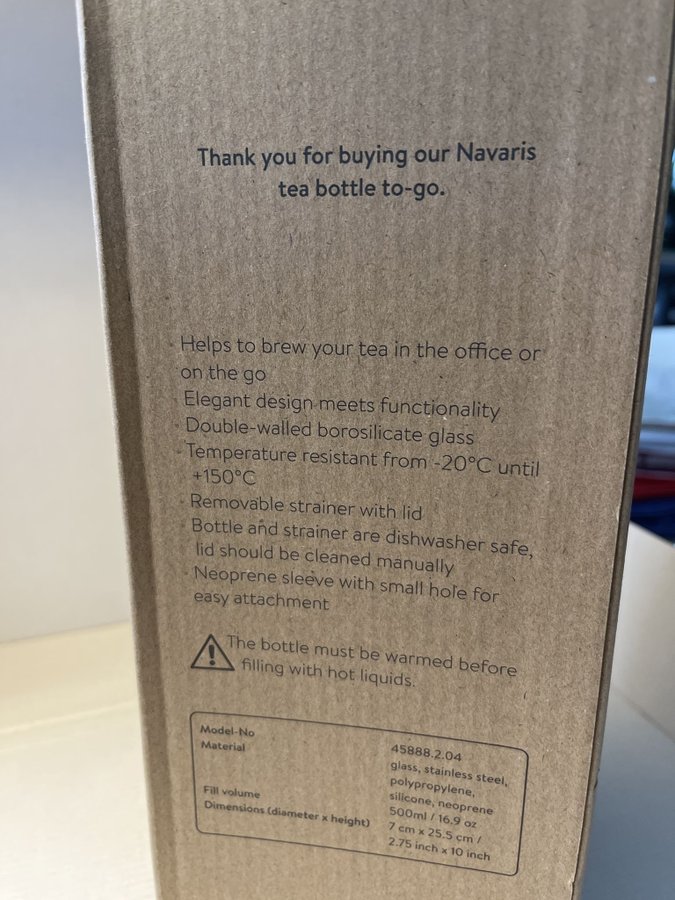 Thank you for buying our Navaris
tea bottle to-go.
· Helps to brew your tea in the office or
on the go
· Elegant design meets functionality
· Double-walled borosilicate glass
· Temperature resistant from -20°C until
+150°C
· Removable strainer with lid
· Bottle and strainer are dishwasher safe,
lid should be cleaned manually
· Neoprene sleeve with small hole for
easy attachment
The bottle must be warmed before
filling with hot liquids.
Model-No 45888.2.04
Material glass, stainless steel,
polypropylene,
silicone, neoprene
Fill volume 500ml / 16.9 oz
Dimensions (diameter x height) 7 cm x 25.5 cm /
2.75 inch x 10 inch